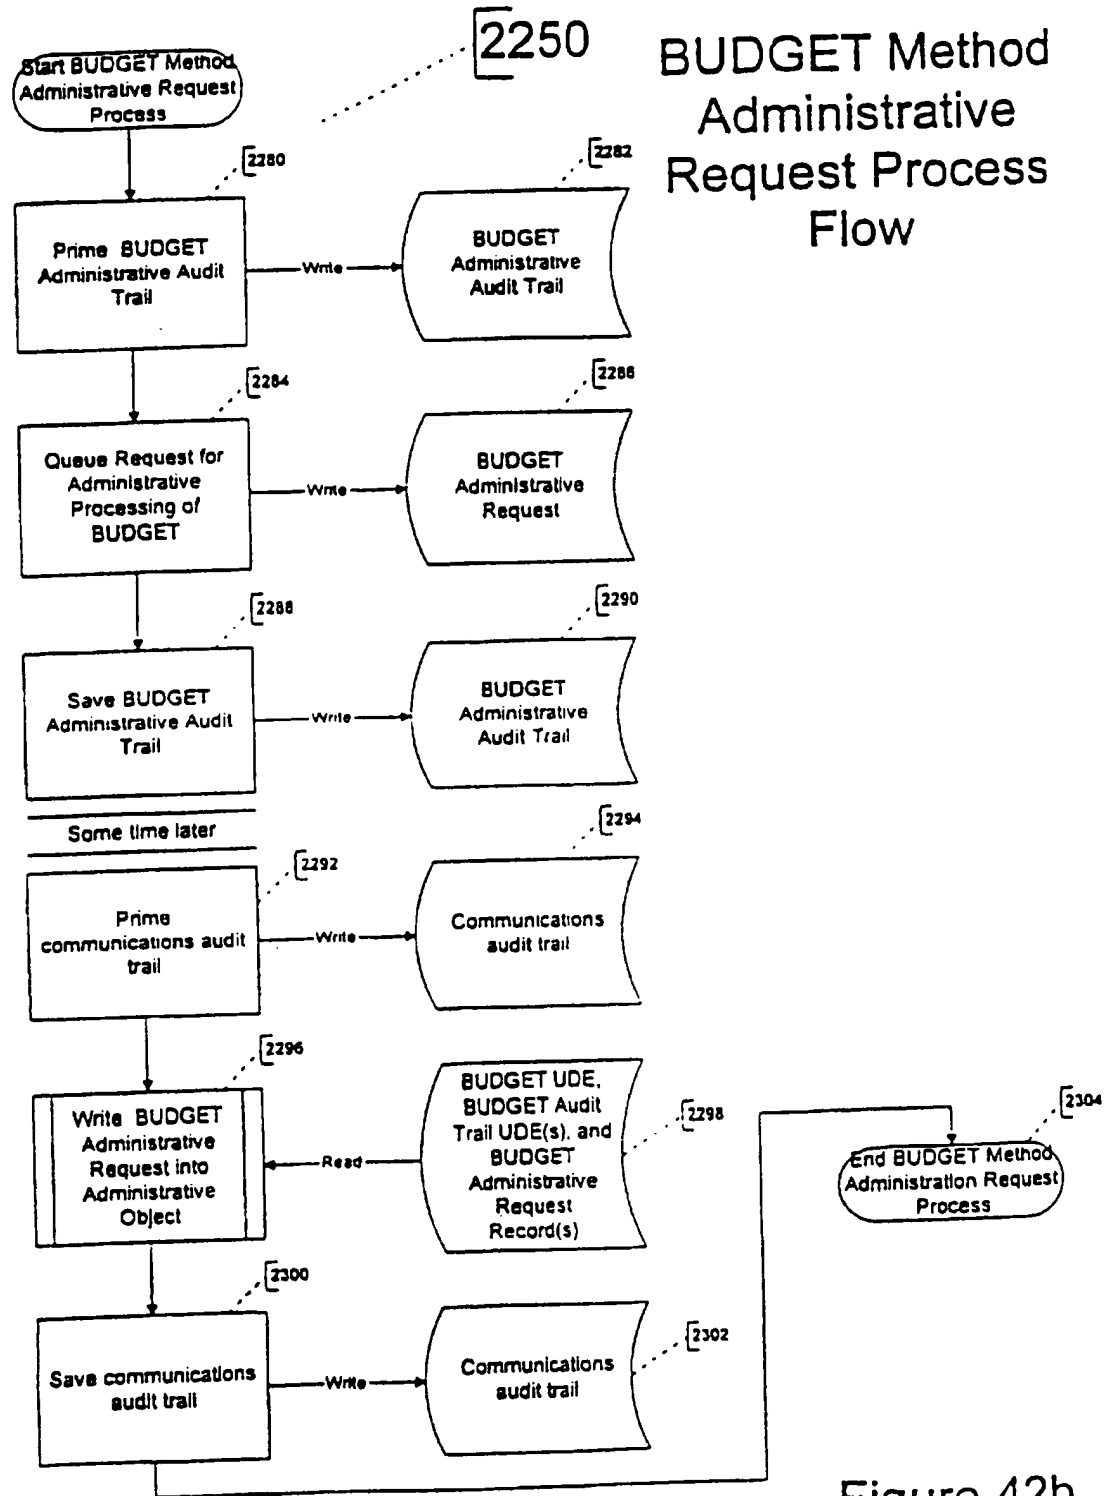 2250
BUDGET Method
Administrative
Request Process
Flow
Start BUDGET Method
Administrative Request
Process
2280
Prime BUDGET
Administrative Audit
Trail
Write
2282
BUDGET
Administrative
Audit Trail
2284
Queue Request for
Administrative
Processing of
BUDGET
Write
2286
BUDGET
Administrative
Request
2288
Save BUDGET
Administrative Audit
Trail
Write
2290
BUDGET
Administrative
Audit Trail
Some time later
2292
Prime
communications audit
trail
Write
2294
Communications
audit trail
2296
Write BUDGET
Administrative
Request into
Administrative
Object
Read
2298
BUDGET UDE,
BUDGET Audit
Trail UDE(s), and
BUDGET
Administrative
Request
Record(s)
2300
Save communications
audit trail
Write
2302
Communications
audit trail
2304
End BUDGET Method
Administration Request
Process
Figure 42b